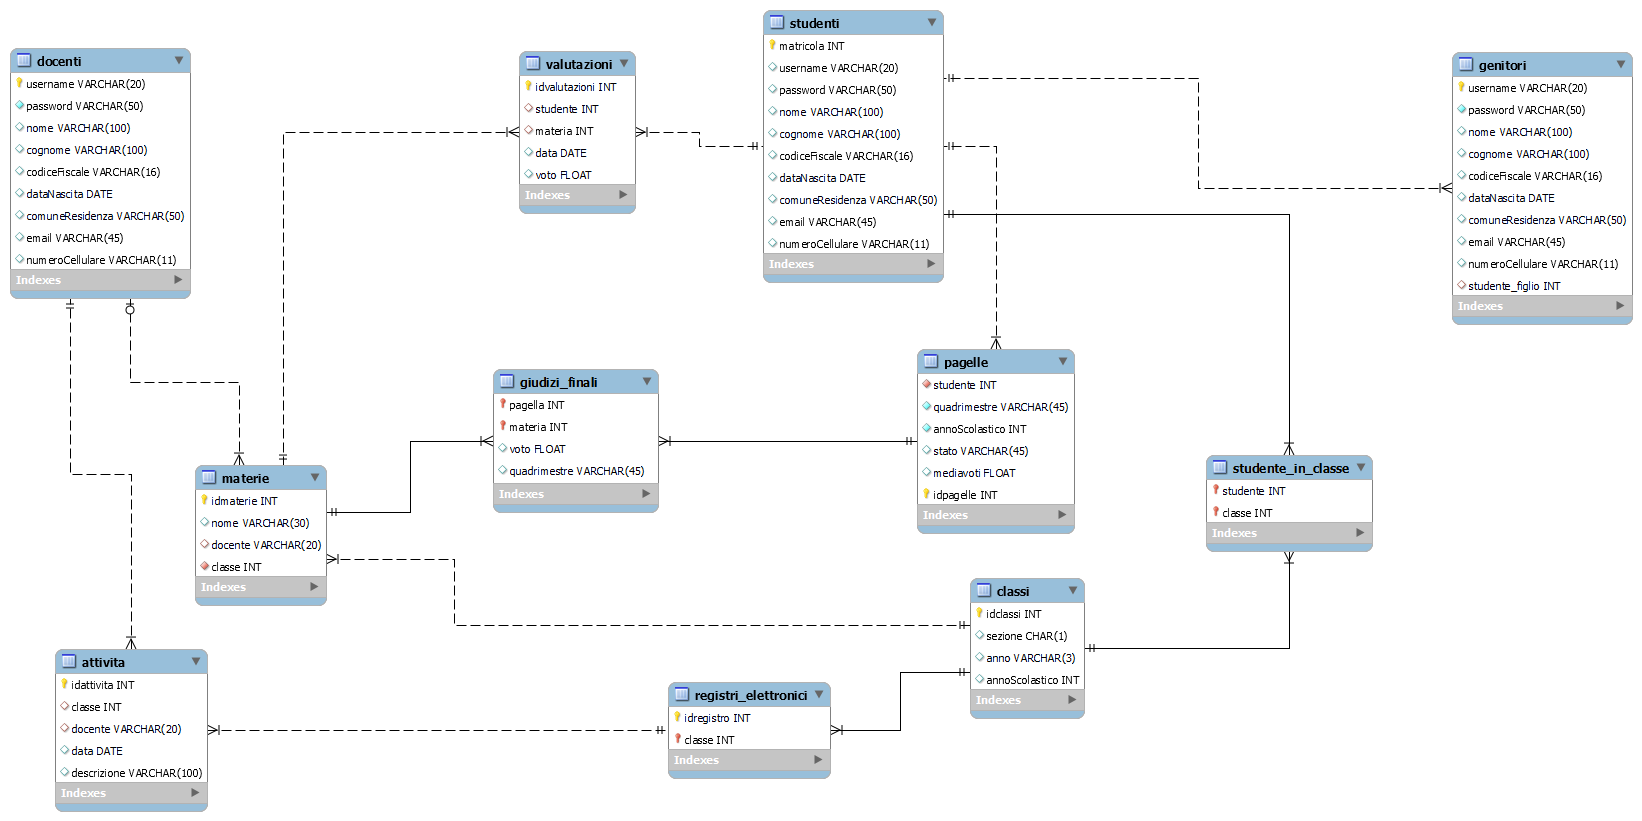 docenti
username VARCHAR(20)
password VARCHAR(50)
nome VARCHAR(100)
cognome VARCHAR(100)
codiceFiscale VARCHAR(16)
dataNascita DATE
comuneResidenza VARCHAR(50)
email VARCHAR(45)
numeroCellulare VARCHAR(11)
Indexes
valutazioni
idvalutazioni INT
studente INT
materia INT
data DATE
voto FLOAT
Indexes
studenti
matricola INT
username VARCHAR(20)
password VARCHAR(50)
nome VARCHAR(100)
cognome VARCHAR(100)
codiceFiscale VARCHAR(16)
dataNascita DATE
comuneResidenza VARCHAR(50)
email VARCHAR(45)
numeroCellulare VARCHAR(11)
Indexes
genitori
username VARCHAR(20)
password VARCHAR(50)
nome VARCHAR(100)
cognome VARCHAR(100)
codiceFiscale VARCHAR(16)
dataNascita DATE
comuneResidenza VARCHAR(50)
email VARCHAR(45)
numeroCellulare VARCHAR(11)
studente_figlio INT
Indexes
giudizi_finali
pagella INT
materia INT
voto FLOAT
quadrimestre VARCHAR(45)
Indexes
pagelle
studente INT
quadrimestre VARCHAR(45)
annoScolastico INT
stato VARCHAR(45)
mediavoti FLOAT
idpagelle INT
Indexes
materie
idmaterie INT
nome VARCHAR(30)
docente VARCHAR(20)
classe INT
Indexes
studente_in_classe
studente INT
classe INT
Indexes
classi
idclassi INT
sezione CHAR(1)
anno VARCHAR(3)
annoScolastico INT
Indexes
attivita
idattivita INT
classe INT
docente VARCHAR(20)
data DATE
descrizione VARCHAR(100)
Indexes
registri_elettronici
idregistro INT
classe INT
Indexes